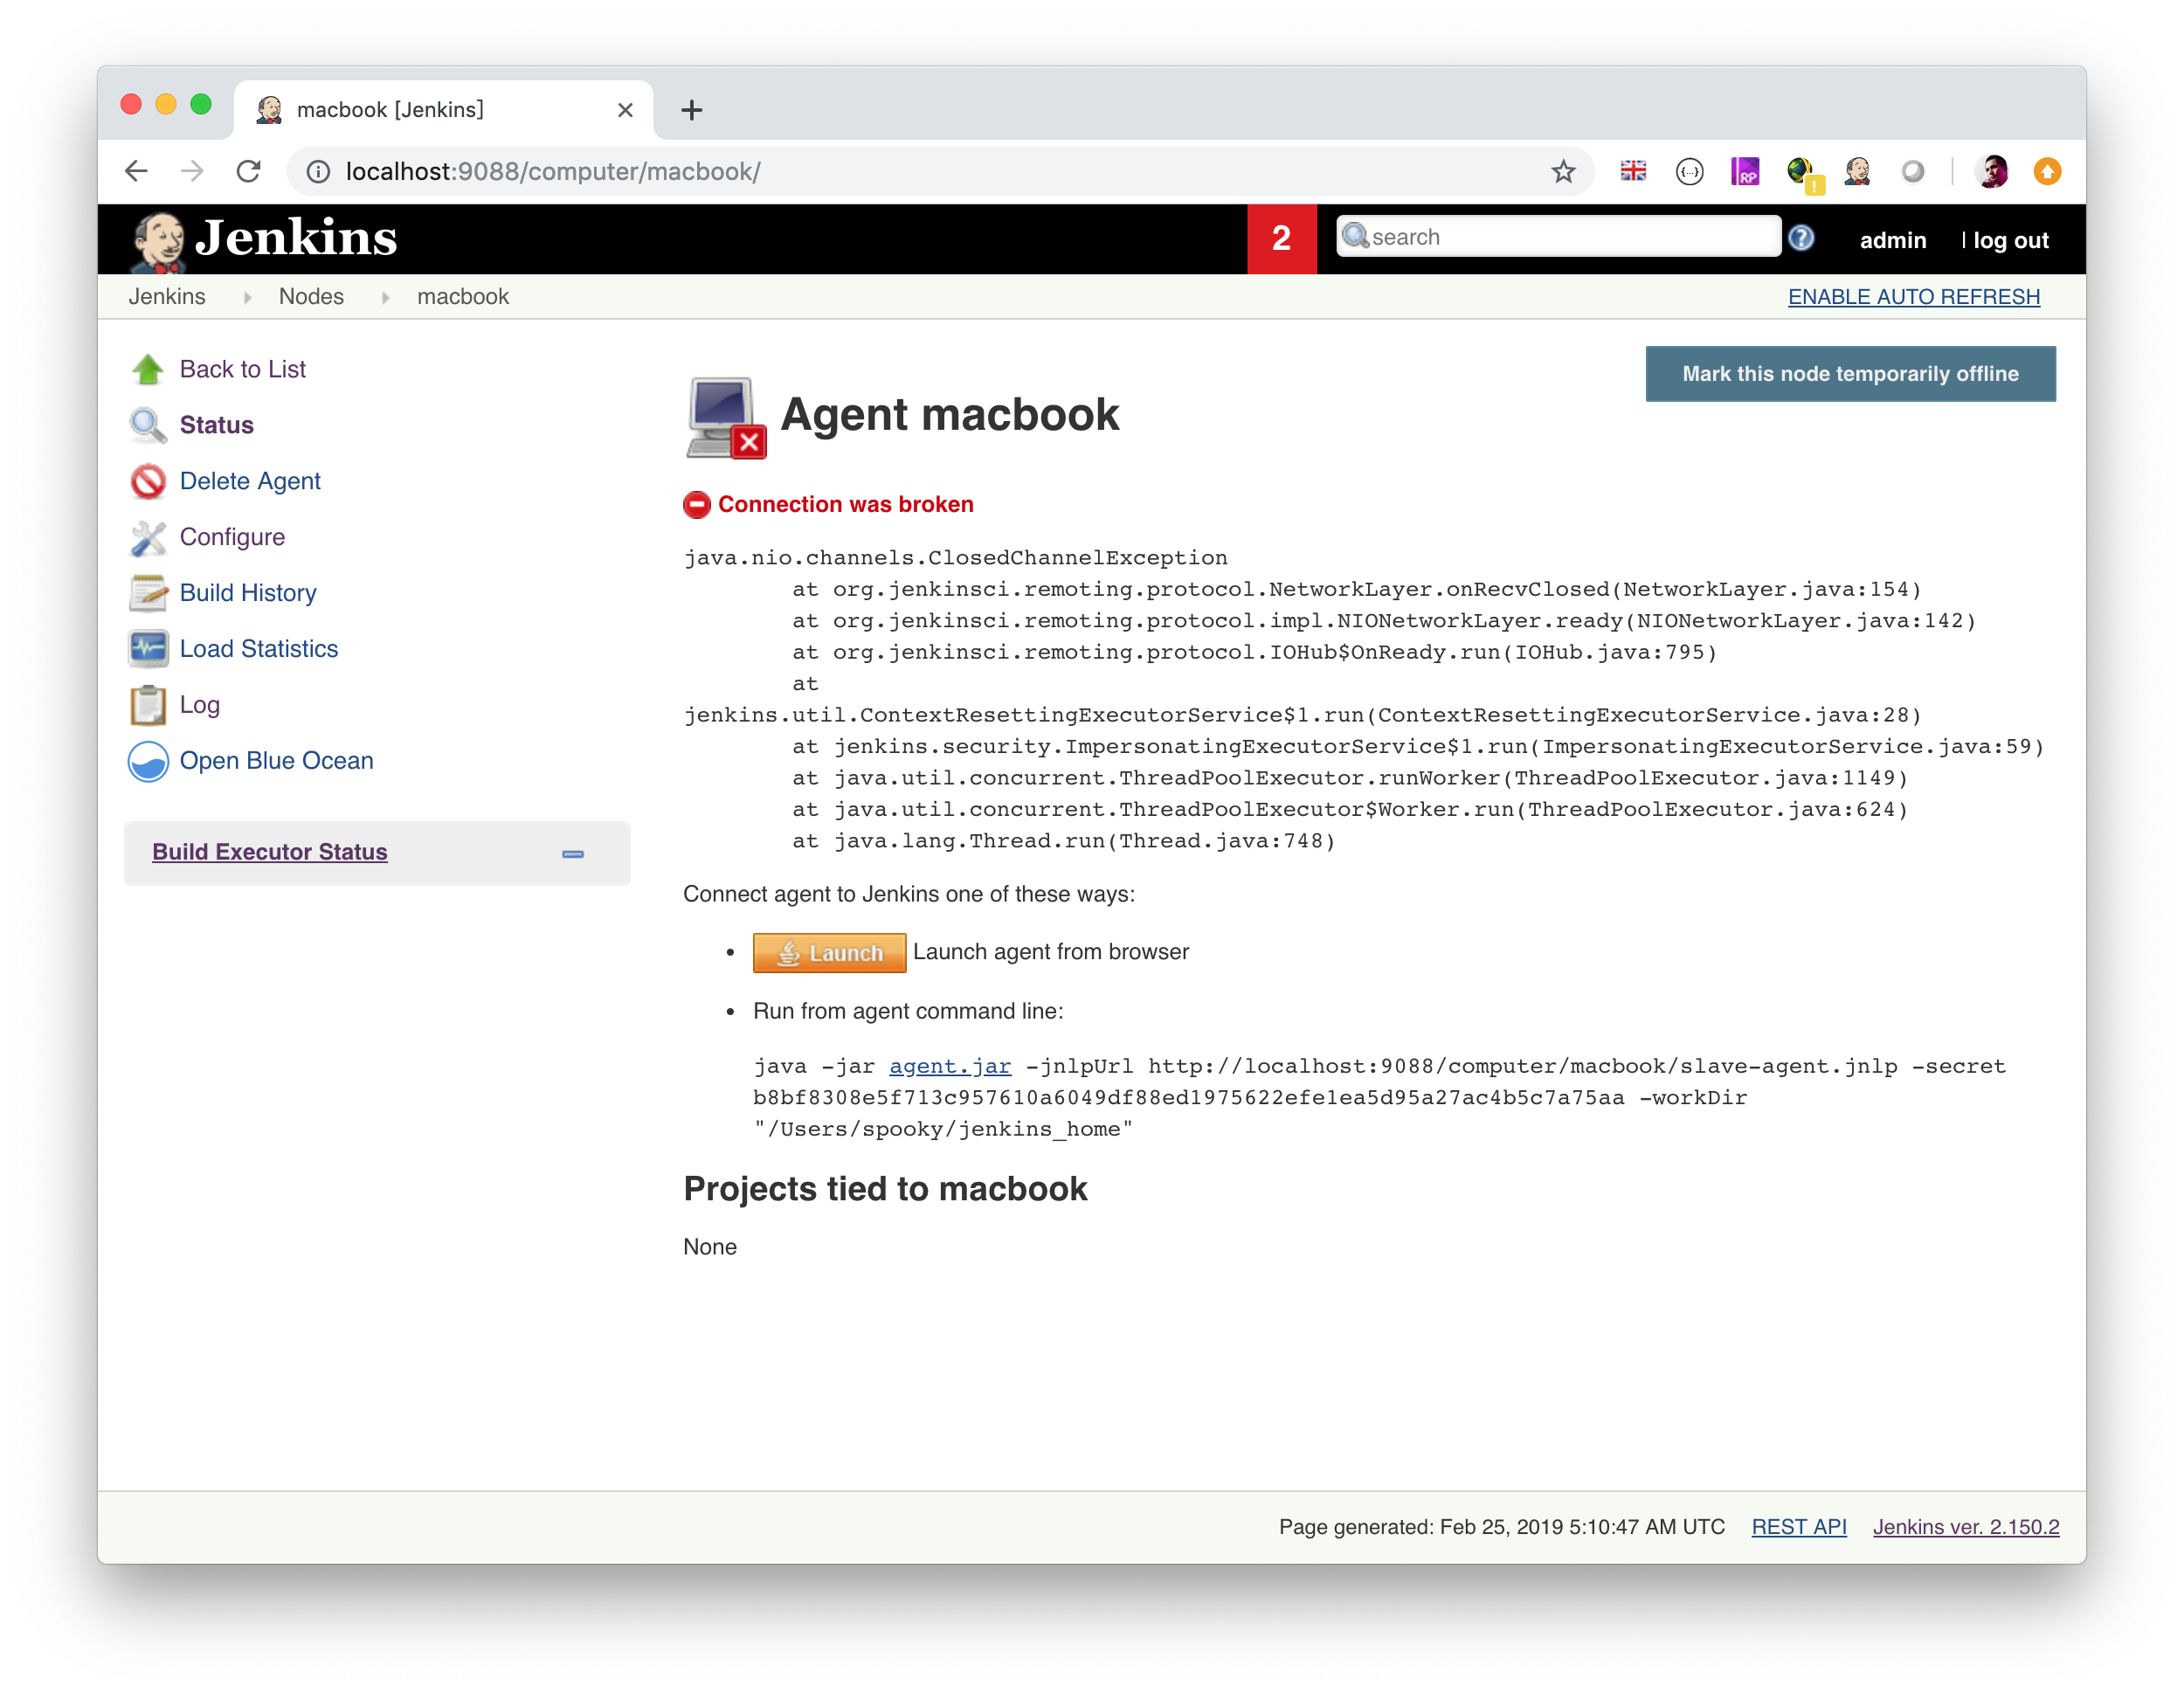 macbook [Jenkins]
localhost:9088/computer/macbook/
RP
Jenkins
2
search
admin
| log out
Jenkins
Nodes
macbook
ENABLE AUTO REFRESH
Back to List
Status
Delete Agent
Configure
Build History
Load Statistics
Log
Open Blue Ocean
Build Executor Status
Mark this node temporarily offline
Agent macbook
Connection was broken
java.nio.channels.ClosedChannelException
at org.jenkinsci.remoting.protocol.NetworkLayer.onRecvClosed(NetworkLayer.java:154)
at org.jenkinsci.remoting.protocol.impl.NIONetworkLayer.ready(NIONetworkLayer.java:142)
at org.jenkinsci.remoting.protocol.IOHub$OnReady.run(IOHub.java:795)
at
jenkins.util.ContextResettingExecutorService$1.run(ContextResettingExecutorService.java:28)
at jenkins.security.ImpersonatingExecutorService$1.run(ImpersonatingExecutorService.java:59)
at java.util.concurrent.ThreadPoolExecutor.runWorker(ThreadPoolExecutor.java:1149)
at java.util.concurrent.ThreadPoolExecutor$Worker.run(ThreadPoolExecutor.java:624)
at java.lang.Thread.run(Thread.java:748)
Connect agent to Jenkins one of these ways:
• Launch Launch agent from browser
• Run from agent command line:
java -jar agent.jar -jnlpUrl http://localhost:9088/computer/macbook/slave-agent.jnlp -secret
b8bf8308e5f713c957610a6049df88ed1975622efe1ea5d95a27ac4b5c7a75aa -workDir
"/Users/spooky/jenkins_home"
Projects tied to macbook
None
Page generated: Feb 25, 2019 5:10:47 AM UTC
REST API
Jenkins ver. 2.150.2